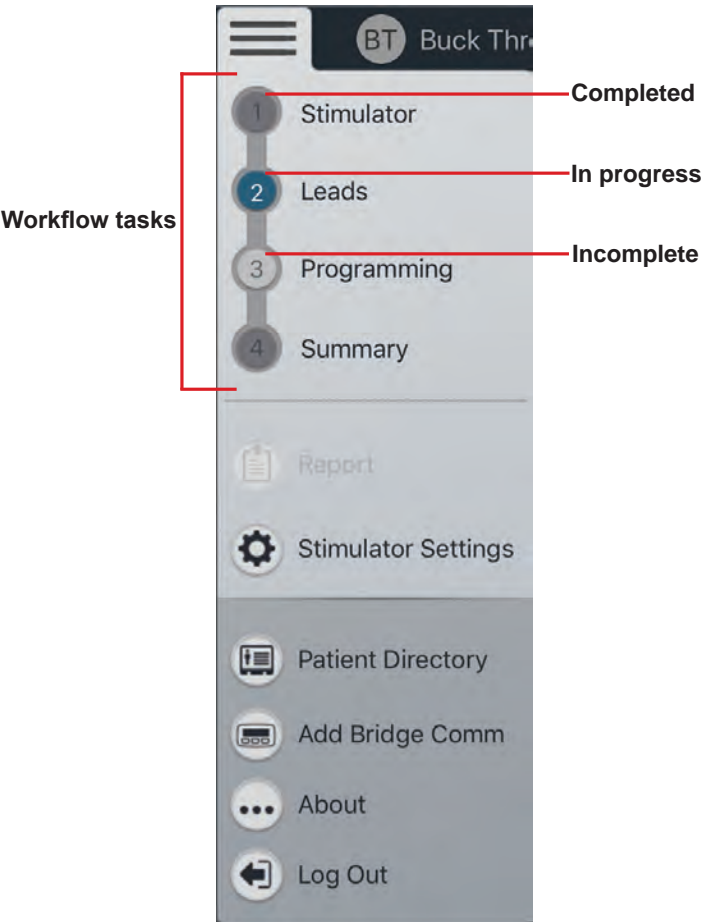 BT Buck Thr
1 Stimulator Completed
2 Leads In progress
Workflow tasks
3 Programming Incomplete
4 Summary
Report
Stimulator Settings
Patient Directory
Add Bridge Comm
About
Log Out